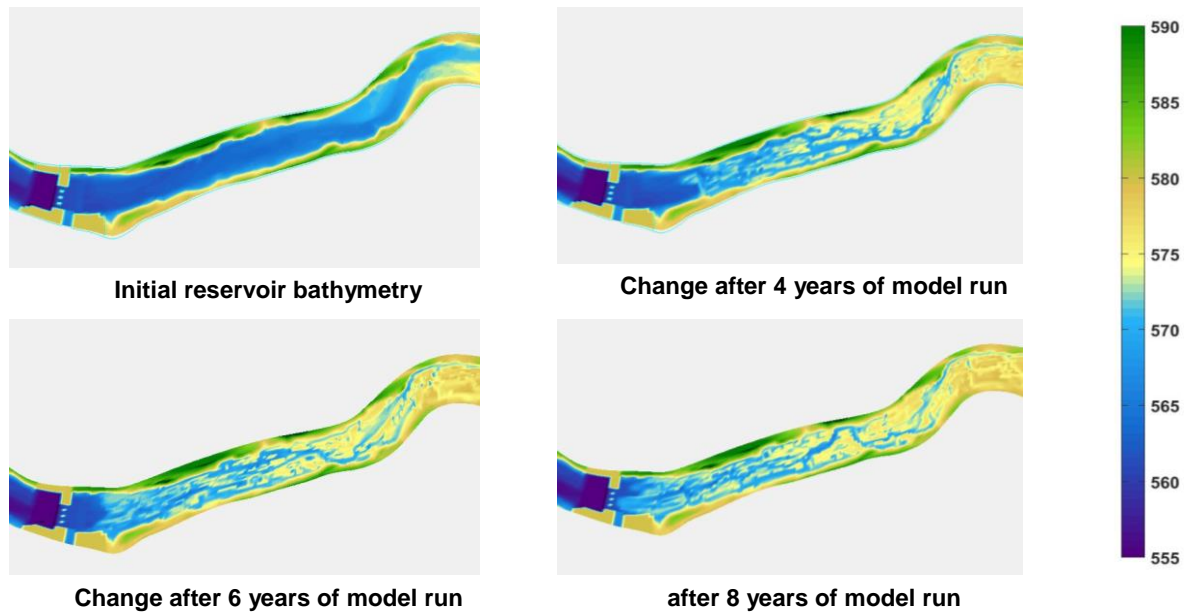 Initial reservoir bathymetry
Change after 4 years of model run
Change after 6 years of model run
after 8 years of model run
590
585
580
575
570
565
560
555